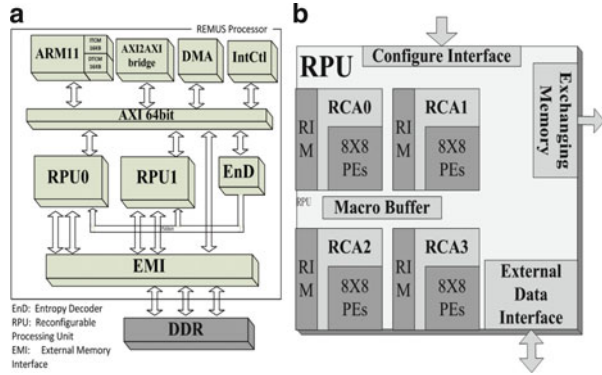 a
REMUS Processor
ARM11
ITCM
16KB
DTCM
16KB
AXI2AXI
bridge
DMA
IntCtl
AXI 64bit
RPU0
RPU1
EnD
EMI
EnD: Entropy Decoder
RPU: Reconfigurable
Processing Unit
EMI: External Memory
Interface
DDR
b
RPU
Configure Interface
Exchanging
Memory
RIM
RCA0
8X8
PEs
RIM
RCA1
8X8
PEs
RPU
Macro Buffer
RIM
RCA2
8X8
PEs
RIM
RCA3
8X8
PEs
External
Data
Interface